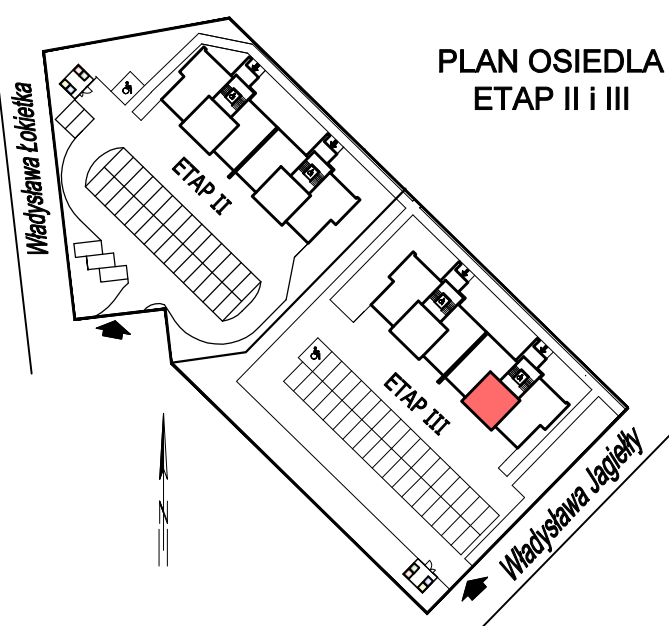 PLAN OSIEDLA
ETAP II i III
Władysława Łokietka
ETAP II
ETAP III
Władysława Jagiełły
N